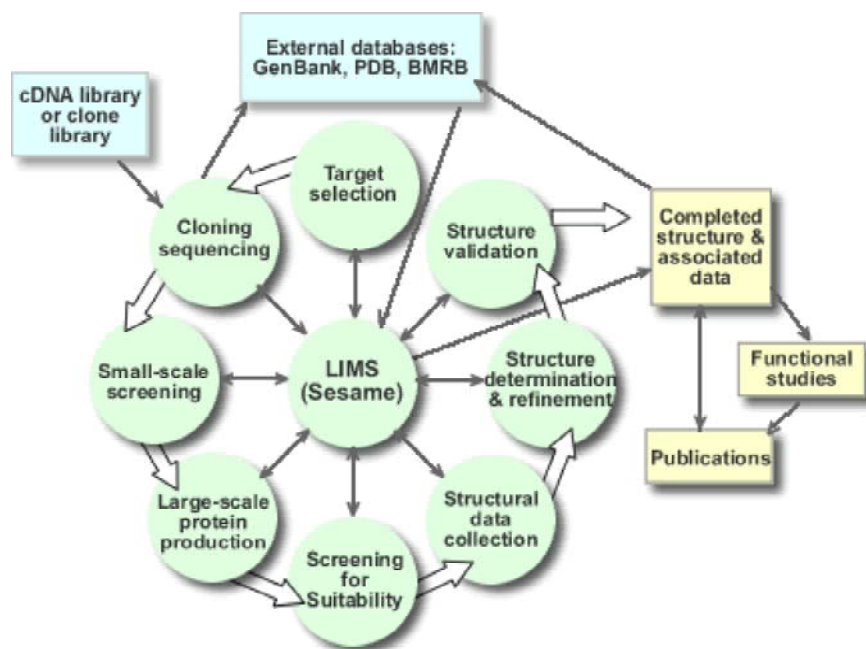 External databases:
GenBank, PDB, BMRB
cDNA library
or clone
library
Target
selection
Cloning
sequencing
Structure
validation
Completed
structure &
associated
data
Small-scale
screening
LIMS
(Sesame)
Structure
determination
& refinement
Functional
studies
Publications
Large-scale
protein
production
Structural
data
collection
Screening
for
Suitability